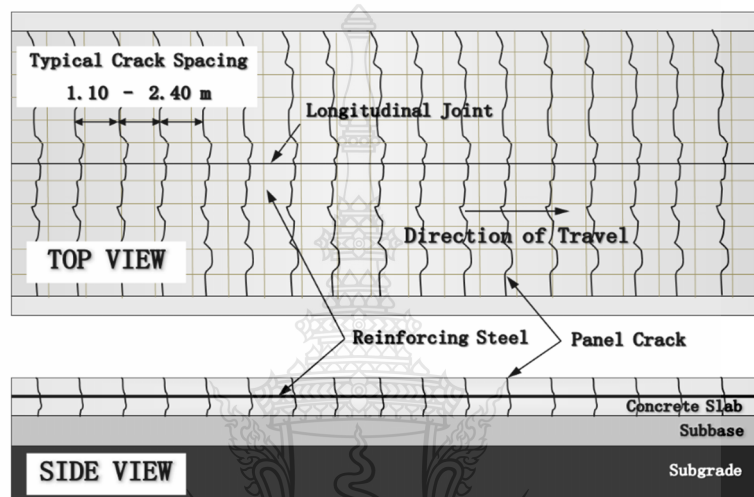 Typical Crack Spacing
1.10 - 2.40 m
Longitudinal Joint
Direction of Travel
TOP VIEW
Reinforcing Steel
Panel Crack
Concrete Slab
Subbase
SIDE VIEW
Subgrade